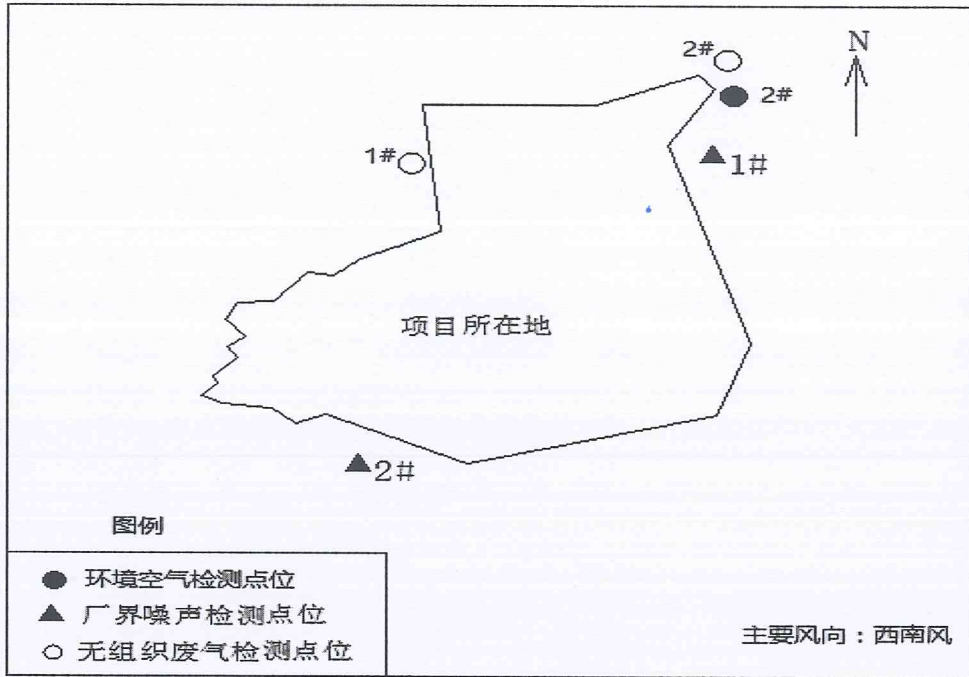 2#
N
2#
1#
1#
项目所在地
2#
图例
环境空气检测点位
厂界噪声检测点位
无组织废气检测点位
主要风向：西南风